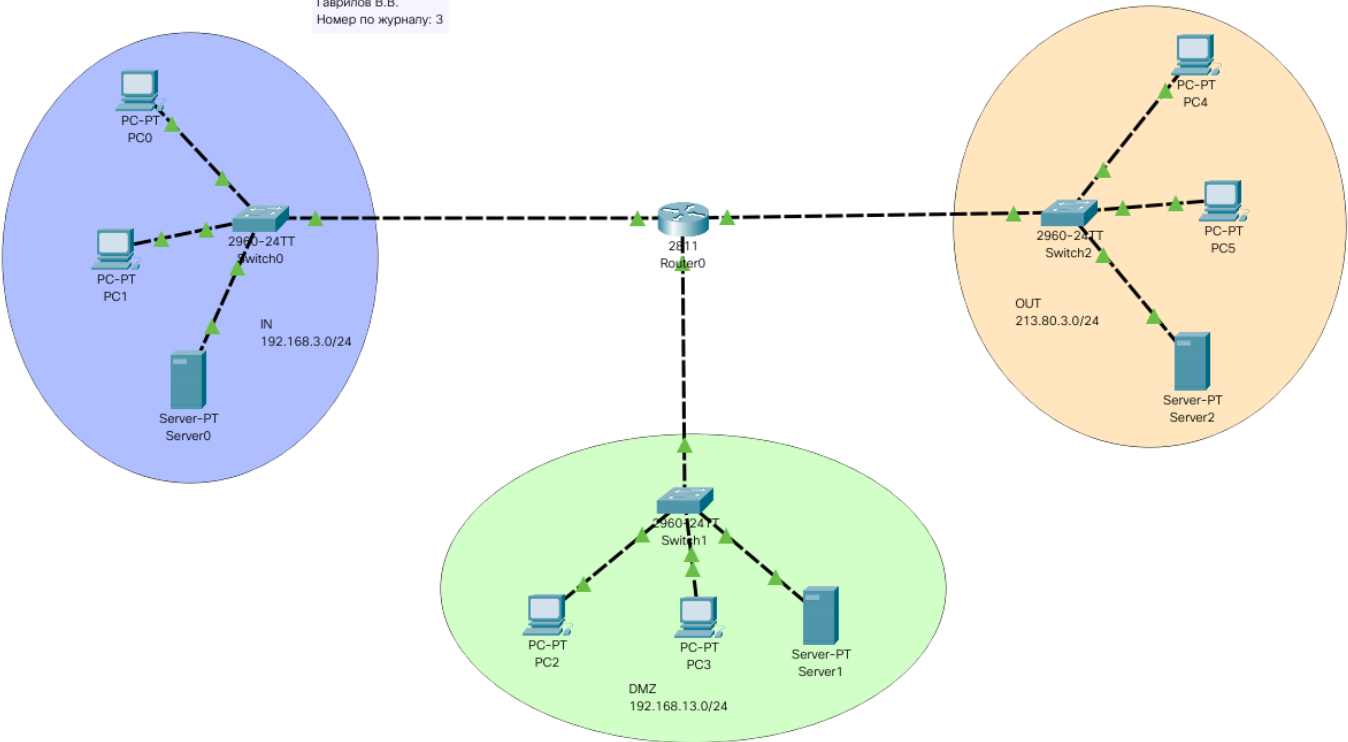 Гаврилов В.В.
Номер по журналу: 3
PC-PT
PC0
PC-PT
PC1
2960-24TT
Switch0
IN
192.168.3.0/24
Server-PT
Server0
2811
Router0
PC-PT
PC4
PC-PT
PC5
2960-24TT
Switch2
OUT
213.80.3.0/24
Server-PT
Server2
2960-24TT
Switch1
PC-PT
PC2
PC-PT
PC3
Server-PT
Server1
DMZ
192.168.13.0/24